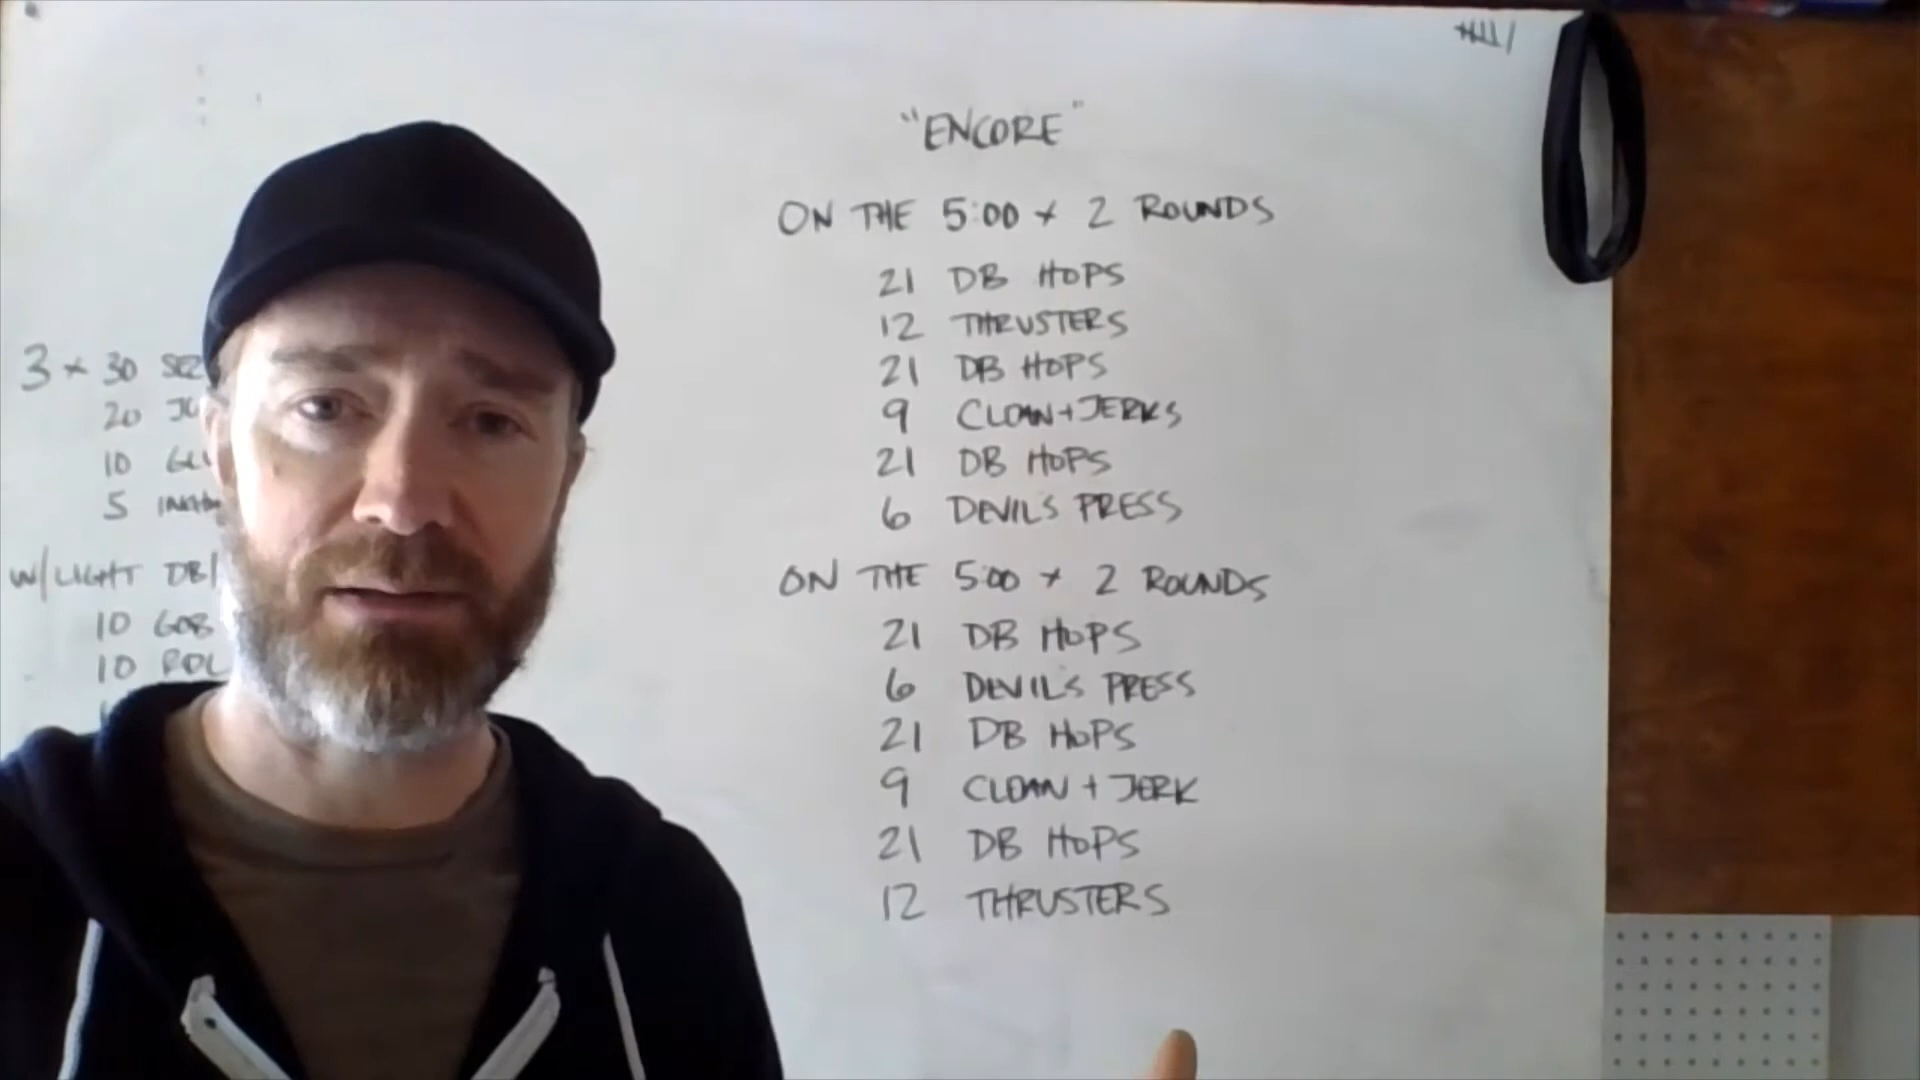 "ENCORE"
ON THE 5:00 × 2 ROUNDS
21 DB HOPS
12 THRUSTERS
21 DB HOPS
9 CLEAN + JERKS
21 DB HOPS
6 DEVIL'S PRESS
ON THE 5:00 × 2 ROUNDS
21 DB HOPS
6 DEVIL'S PRESS
21 DB HOPS
9 CLEAN + JERK
21 DB HOPS
12 THRUSTERS
3 × 30
20
10
5
W/LIGHT DB/
10
10 RDL